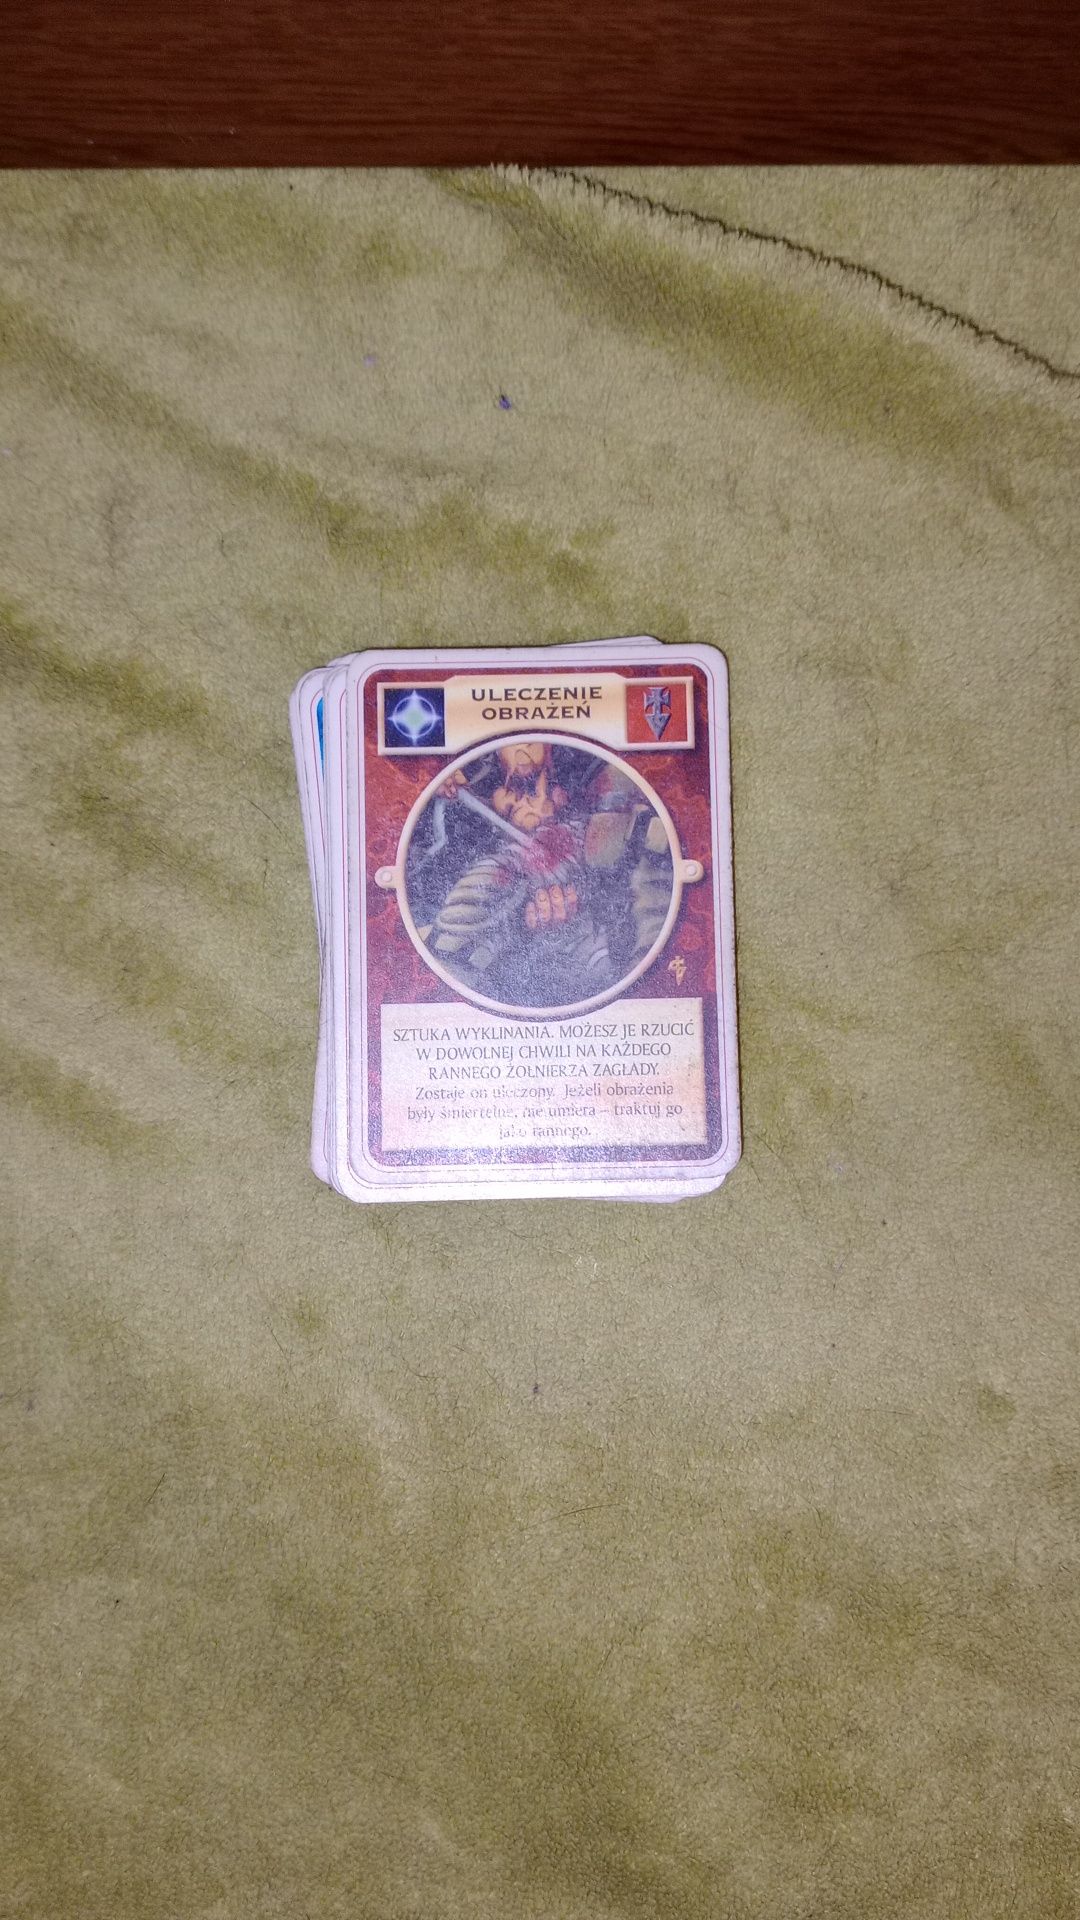 ULECZENIE
OBRAŻEŃ
SZTUKA WYKLINANIA. MOŻESZ JE RZUCIĆ
W DOWOLNEJ CHWILI NA KAŻDEGO
RANNEGO ŻOŁNIERZA ZAGŁADY.
Zostaje on uleczony. Jeżeli obrażenia
były śmiertelne, nie umiera – traktuj go
jako rannego.